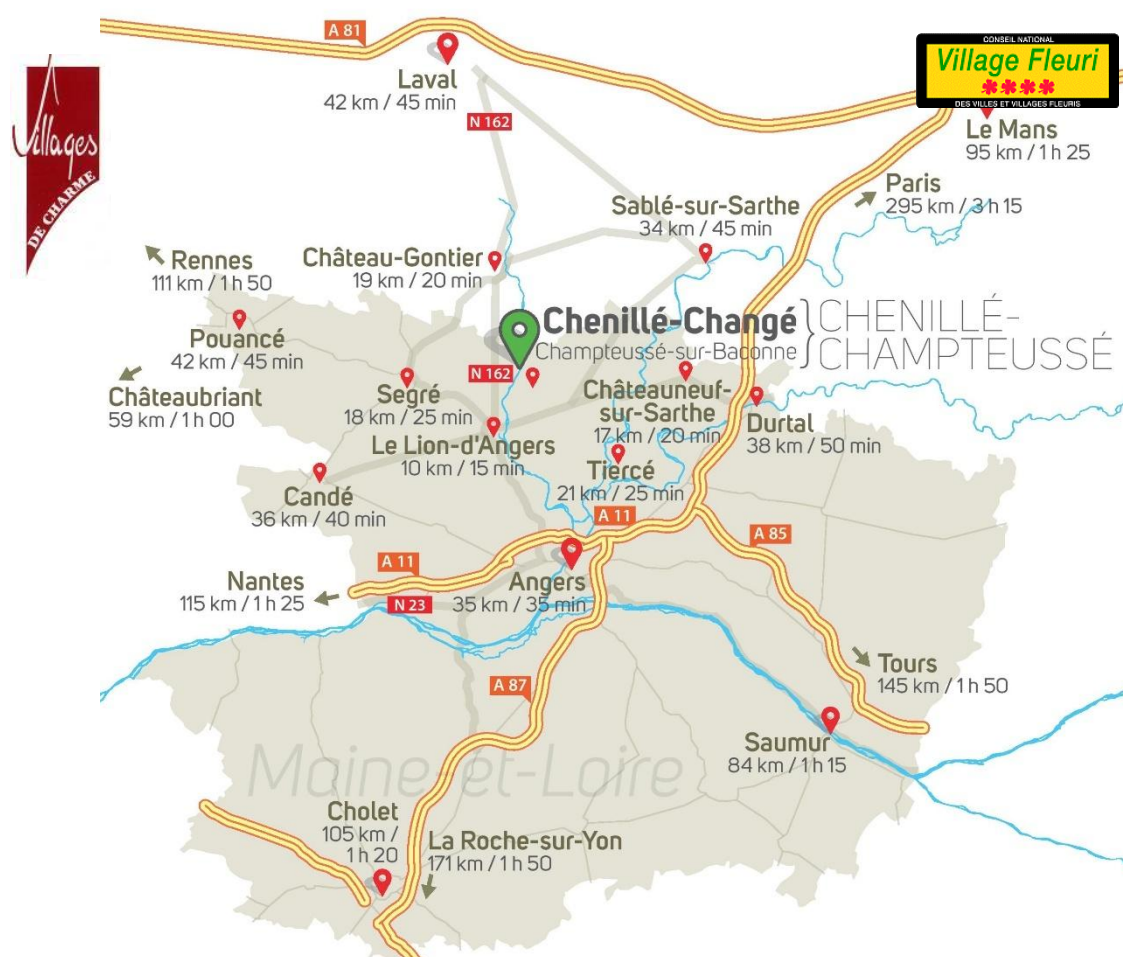 A 81
CONSEIL NATIONAL
Village Fleuri
DES VILLES ET VILLAGES FLEURIS
Villages
DE CHARME
Laval
42 km / 45 min
N 162
Le Mans
95 km / 1 h 25
Paris
295 km / 3 h 15
Sablé-sur-Sarthe
34 km / 45 min
Château-Gontier
19 km / 20 min
Rennes
111 km / 1 h 50
Pouancé
42 km / 45 min
Châteaubriant
59 km / 1 h 00
Chenillé-Changé
Champteussé-sur-Baconne
CHENILLÉ-
CHAMPTEUSSÉ
N 162
Segré
18 km / 25 min
Châteauneuf-
sur-Sarthe
17 km / 20 min
Durtal
38 km / 50 min
Le Lion-d'Angers
10 km / 15 min
Tiercé
21 km / 25 min
Candé
36 km / 40 min
A 11
A 85
A 11
Nantes
115 km / 1 h 25
N 23
Angers
35 km / 35 min
A 87
Tours
145 km / 1 h 50
Saumur
84 km / 1 h 15
Maine-et-Loire
Cholet
105 km /
1 h 20
La Roche-sur-Yon
171 km / 1 h 50